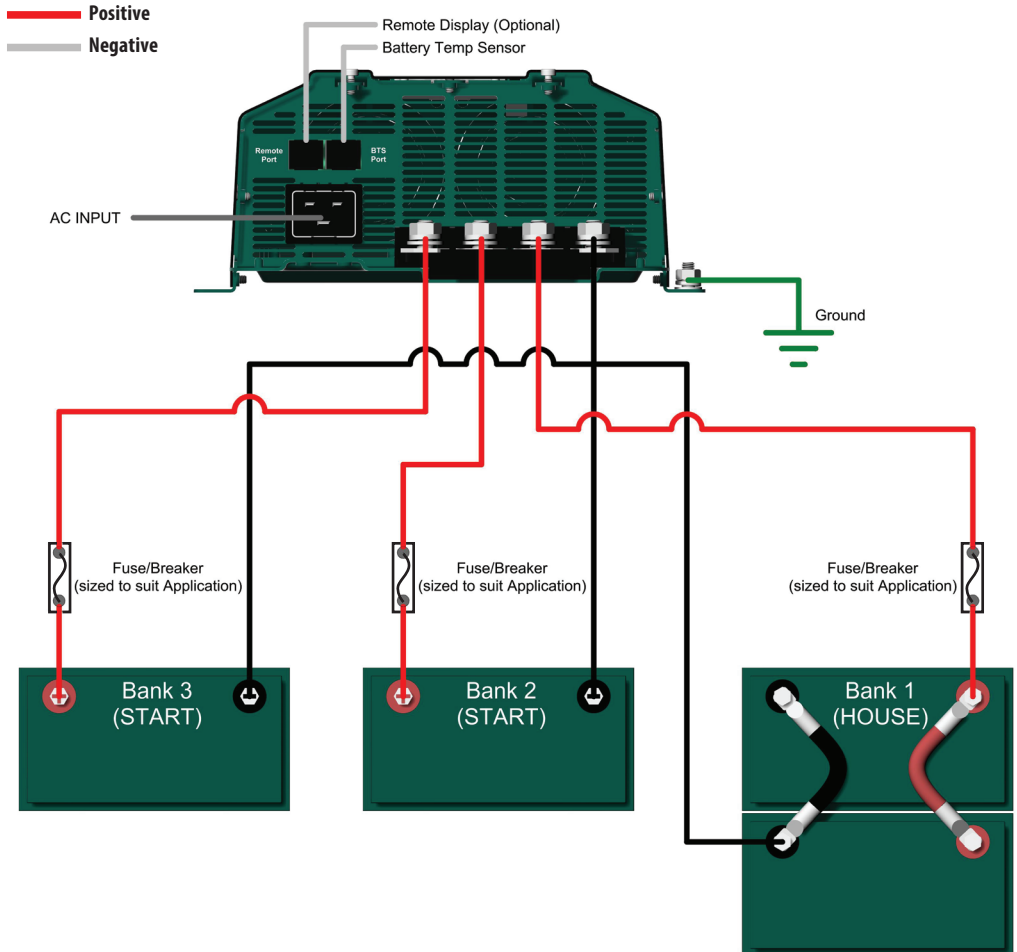 Positive
Negative
Remote Display (Optional)
Battery Temp Sensor
Remote
Port
BTS
Port
AC INPUT
Ground
Fuse/Breaker
(sized to suit Application)
Fuse/Breaker
(sized to suit Application)
Fuse/Breaker
(sized to suit Application)
Bank 3
(START)
Bank 2
(START)
Bank 1
(HOUSE)